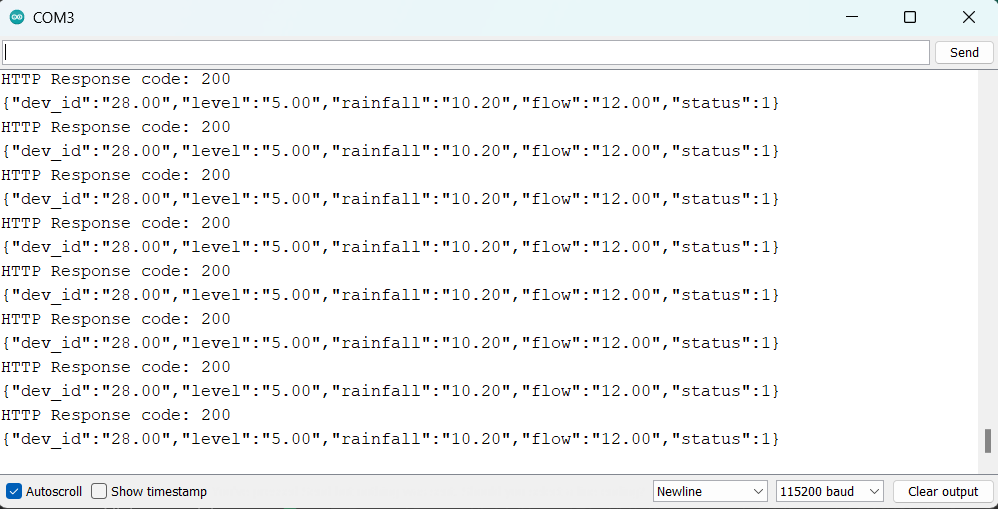 COM3
Send
HTTP Response code: 200
{"dev_id":"28.00","level":"5.00","rainfall":"10.20","flow":"12.00","status":1}
HTTP Response code: 200
{"dev_id":"28.00","level":"5.00","rainfall":"10.20","flow":"12.00","status":1}
HTTP Response code: 200
{"dev_id":"28.00","level":"5.00","rainfall":"10.20","flow":"12.00","status":1}
HTTP Response code: 200
{"dev_id":"28.00","level":"5.00","rainfall":"10.20","flow":"12.00","status":1}
HTTP Response code: 200
{"dev_id":"28.00","level":"5.00","rainfall":"10.20","flow":"12.00","status":1}
HTTP Response code: 200
{"dev_id":"28.00","level":"5.00","rainfall":"10.20","flow":"12.00","status":1}
HTTP Response code: 200
{"dev_id":"28.00","level":"5.00","rainfall":"10.20","flow":"12.00","status":1}
HTTP Response code: 200
{"dev_id":"28.00","level":"5.00","rainfall":"10.20","flow":"12.00","status":1}
Autoscroll Show timestamp Newline 115200 baud Clear output